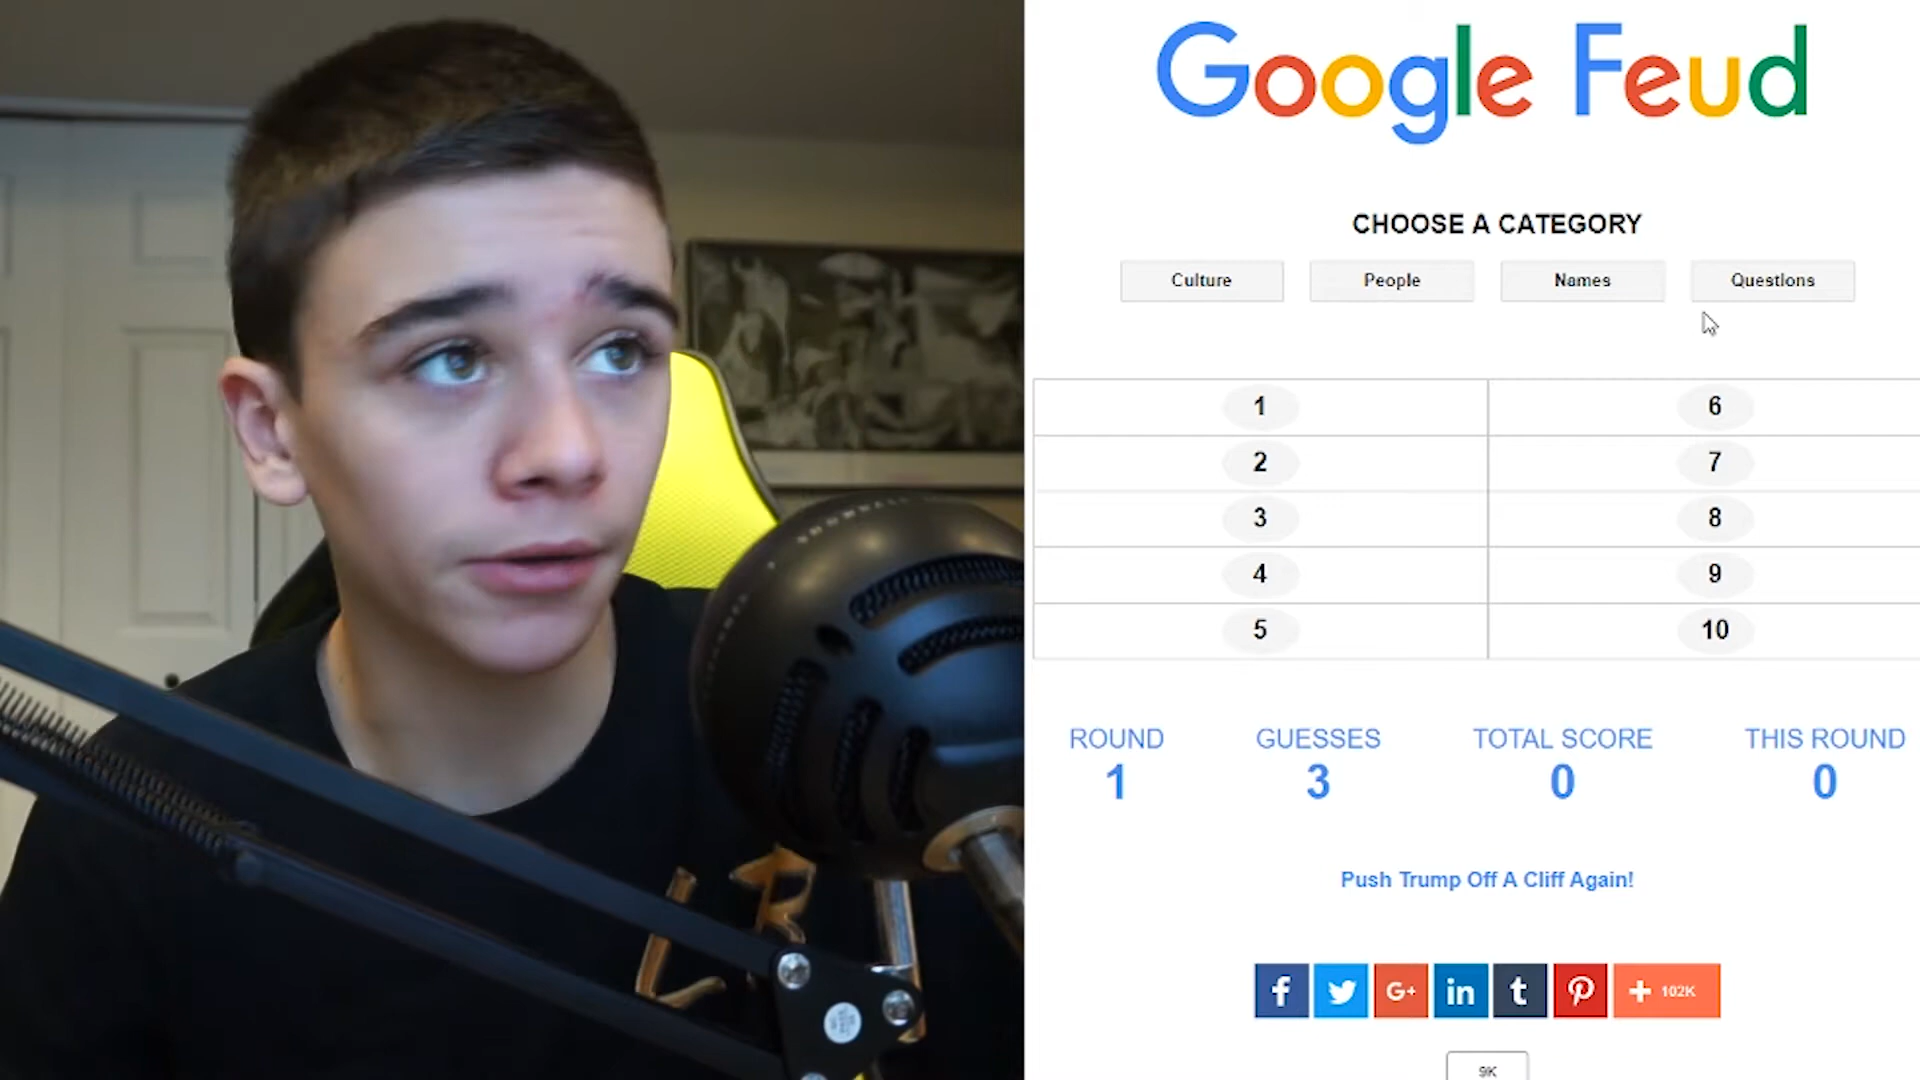 Google Feud
CHOOSE A CATEGORY
Culture People Names Questions
1 6
2 7
3 8
4 9
5 10
ROUND GUESSES TOTAL SCORE THIS ROUND
1 3 0 0
Push Trump Off A Cliff Again!
f G+ in t 102K
9K
SNOWBALL